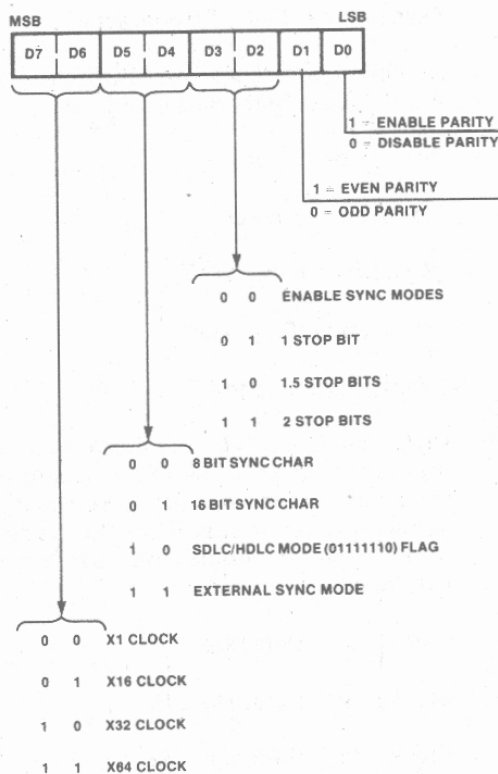 MSB LSB
D7 D6 D5 D4 D3 D2 D1 D0
1 = ENABLE PARITY
0 = DISABLE PARITY
1 = EVEN PARITY
0 = ODD PARITY
0 0 ENABLE SYNC MODES
0 1 1 STOP BIT
1 0 1.5 STOP BITS
1 1 2 STOP BITS
0 0 8 BIT SYNC CHAR
0 1 16 BIT SYNC CHAR
1 0 SDLC/HDLC MODE (01111110) FLAG
1 1 EXTERNAL SYNC MODE
0 0 X1 CLOCK
0 1 X16 CLOCK
1 0 X32 CLOCK
1 1 X64 CLOCK